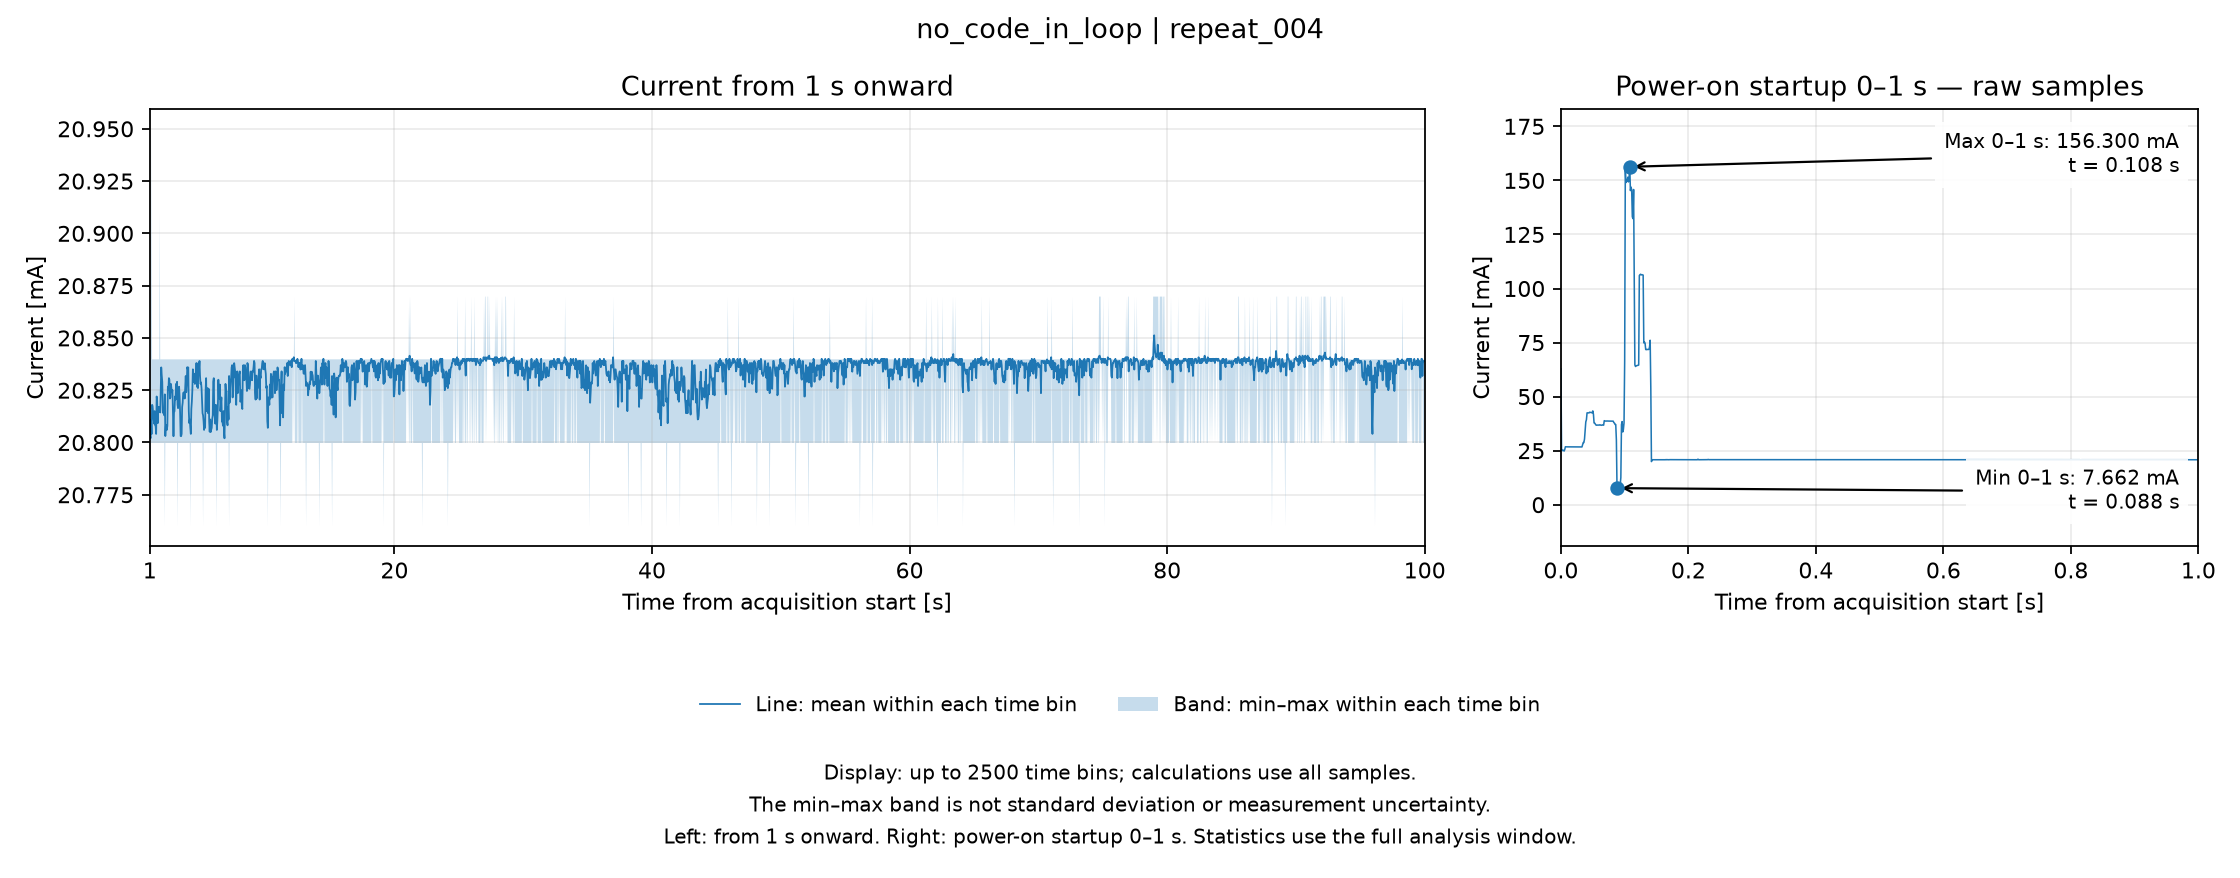 no_code_in_loop | repeat_004
Current from 1 s onward
20.950
20.925
20.900
20.875
20.850
20.825
20.800
20.775
Current [mA]
1
20
40
60
80
100
Time from acquisition start [s]
Power-on startup 0–1 s — raw samples
175
150
125
100
75
50
25
0
Current [mA]
Max 0–1 s: 156.300 mA
t = 0.108 s
Min 0–1 s: 7.662 mA
t = 0.088 s
0.0
0.2
0.4
0.6
0.8
1.0
Time from acquisition start [s]
Line: mean within each time bin
Band: min–max within each time bin
Display: up to 2500 time bins; calculations use all samples.
The min–max band is not standard deviation or measurement uncertainty.
Left: from 1 s onward. Right: power-on startup 0–1 s. Statistics use the full analysis window.